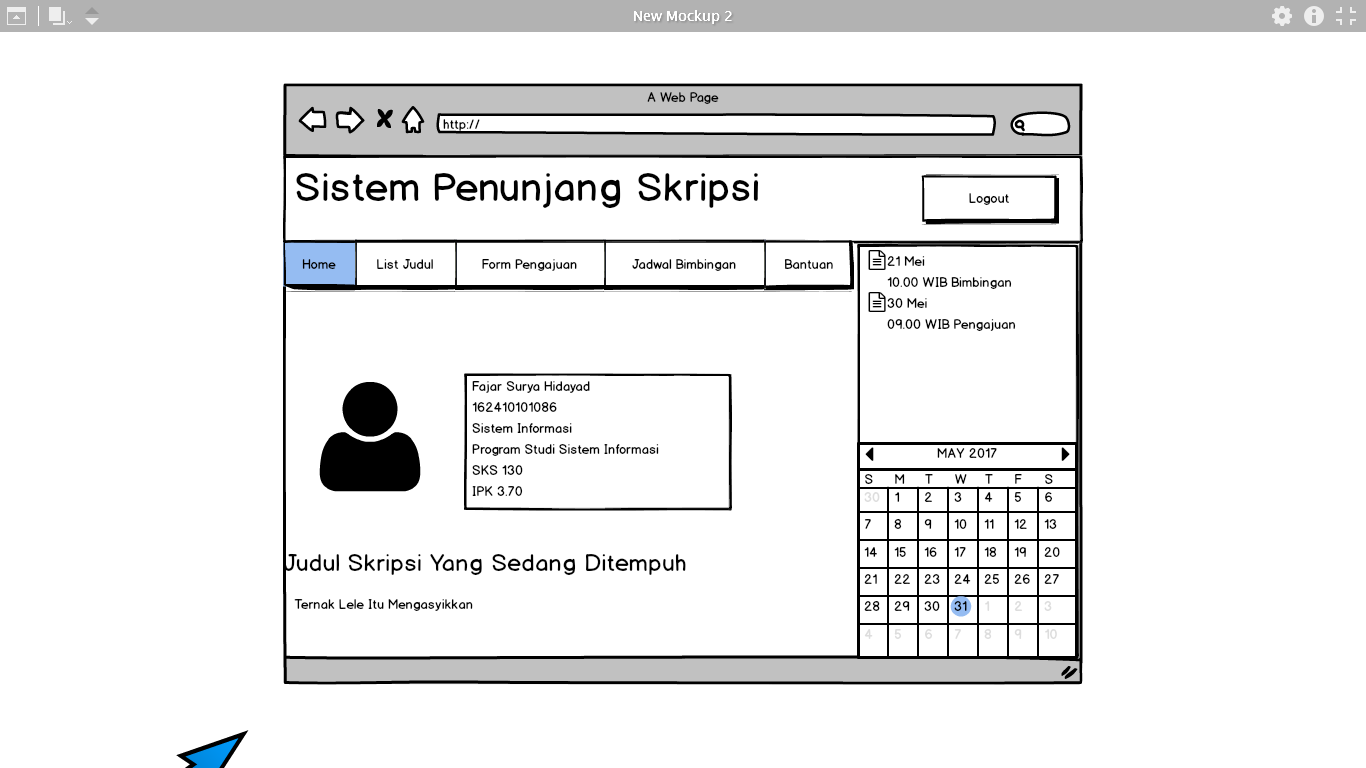 New Mockup 2
A Web Page
http://
Sistem Penunjang Skripsi
Logout
Home List Judul Form Pengajuan Jadwal Bimbingan Bantuan
21 Mei
10.00 WIB Bimbingan
30 Mei
09.00 WIB Pengajuan
Fajar Surya Hidayad
162410101086
Sistem Informasi
Program Studi Sistem Informasi
SKS 130
IPK 3.70
Judul Skripsi Yang Sedang Ditempuh
Ternak Lele Itu Mengasyikkan
MAY 2017
S M T W T F S
30 1 2 3 4 5 6
7 8 9 10 11 12 13
14 15 16 17 18 19 20
21 22 23 24 25 26 27
28 29 30 31 1 2 3
4 5 6 7 8 9 10